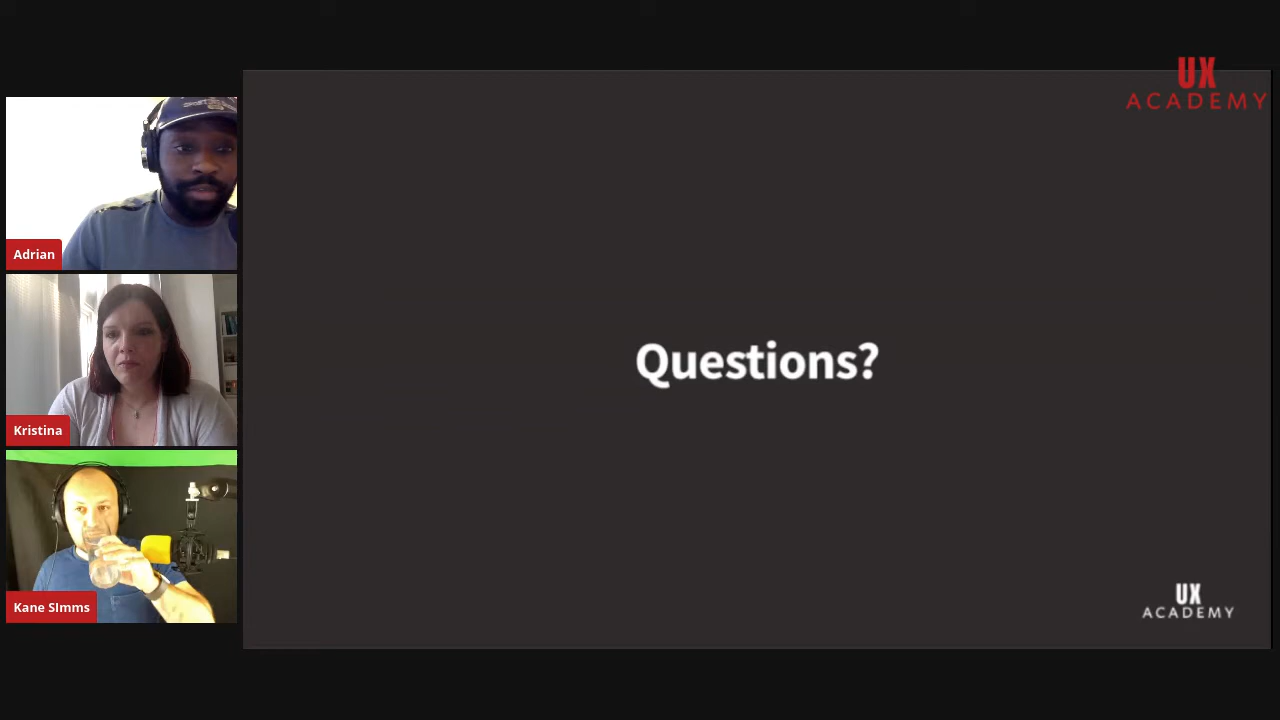 UX
ACADEMY
Adrian
Kristina
Kane SImms
Questions?
UX
ACADEMY